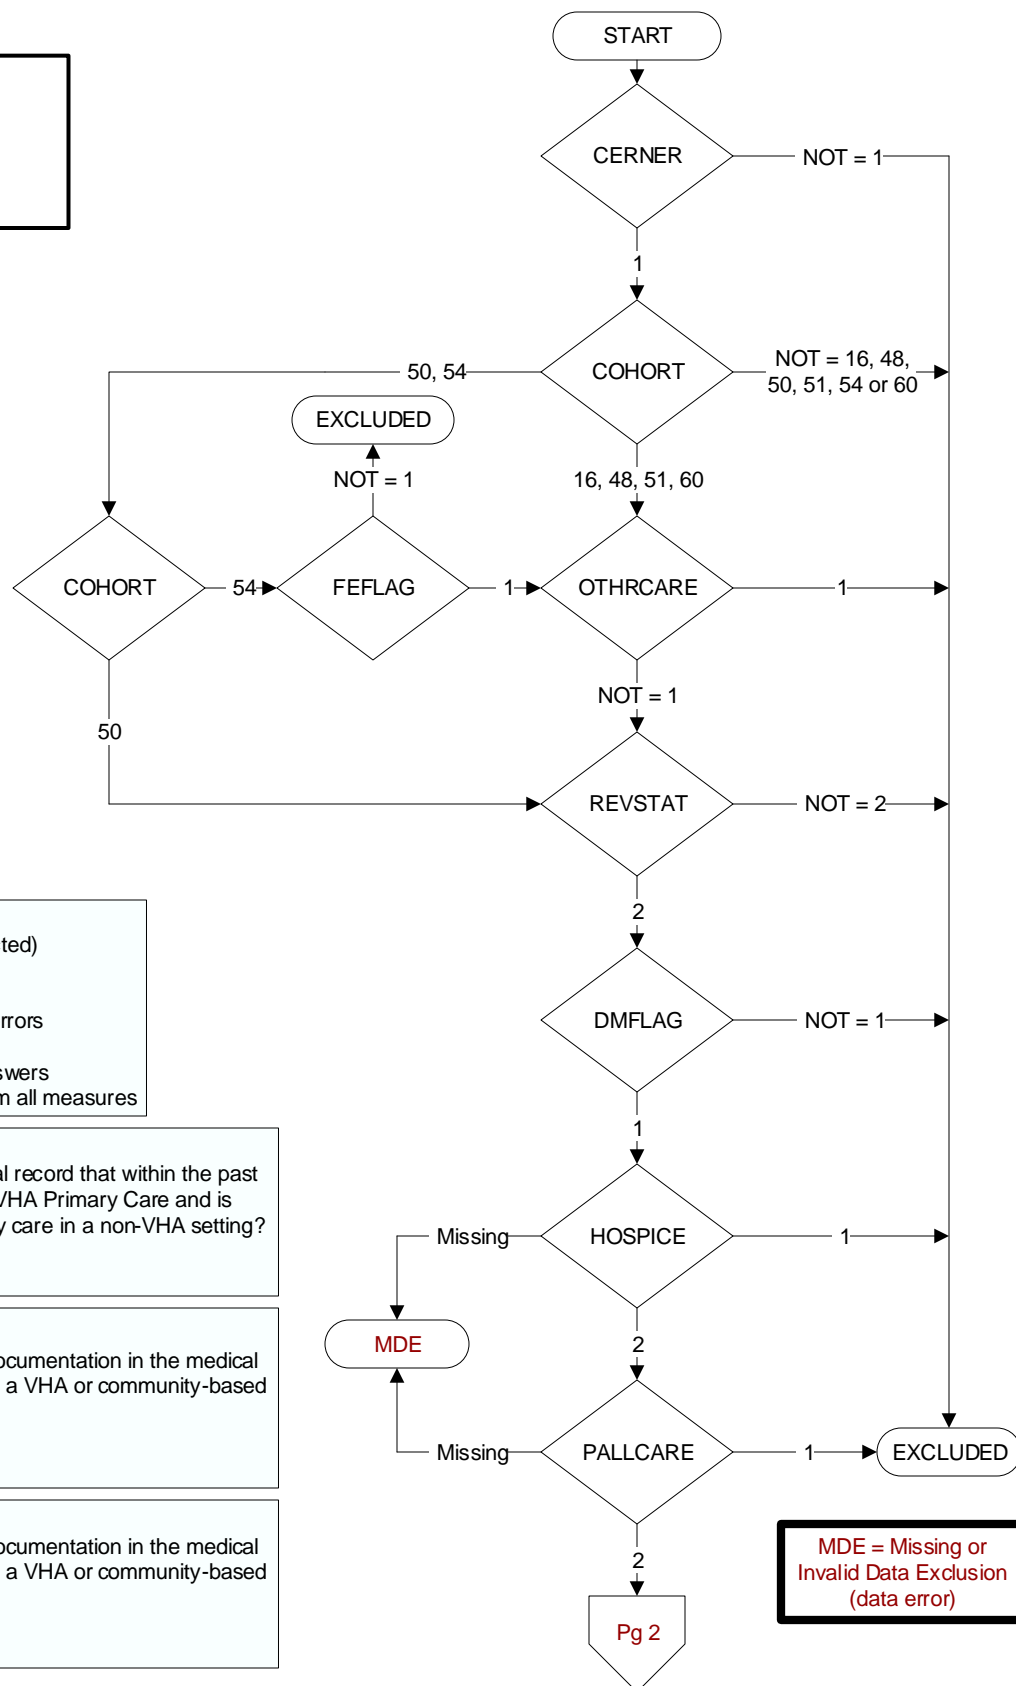 START
CERNER
NOT = 1
1
COHORT
50, 54
NOT = 16, 48,
50, 51, 54 or 60
EXCLUDED
NOT = 1
16, 48, 51, 60
COHORT
54
FEFLAG
1
OTHRCARE
1
NOT = 1
50
REVSTAT
NOT = 2
2
DMFLAG
NOT = 1
1
HOSPICE
Missing
1
MDE
2
PALLCARE
Missing
1
EXCLUDED
2
Pg 2
MDE = Missing or
Invalid Data Exclusion
(data error)
ted)
rrors
swers
m all measures
al record that within the past
VHA Primary Care and is
y care in a non-VHA setting?
ocumentation in the medical
a VHA or community-based
ocumentation in the medical
a VHA or community-based